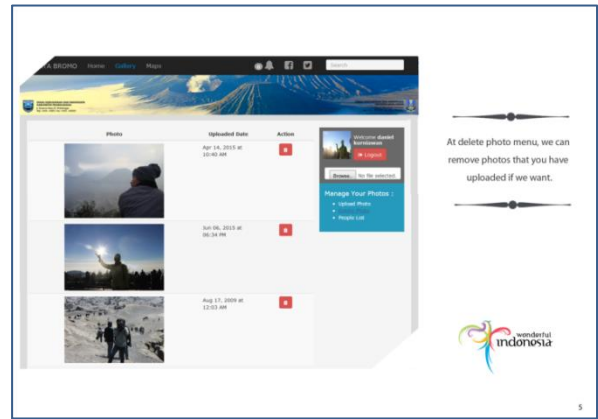 TA BROMO Home Gallery Maps
Search
Photo Uploaded Date Action
Apr 14, 2015 at
10:40 AM
Jun 06, 2015 at
06:34 PM
Aug 17, 2009 at
12:03 AM
Welcome daniel
kurniawan
Logout
Browse... No file selected.
Manage Your Photos :
Upload Photo
People List
At delete photo menu, we can
remove photos that you have
uploaded if we want.
wonderful
indonesia
5